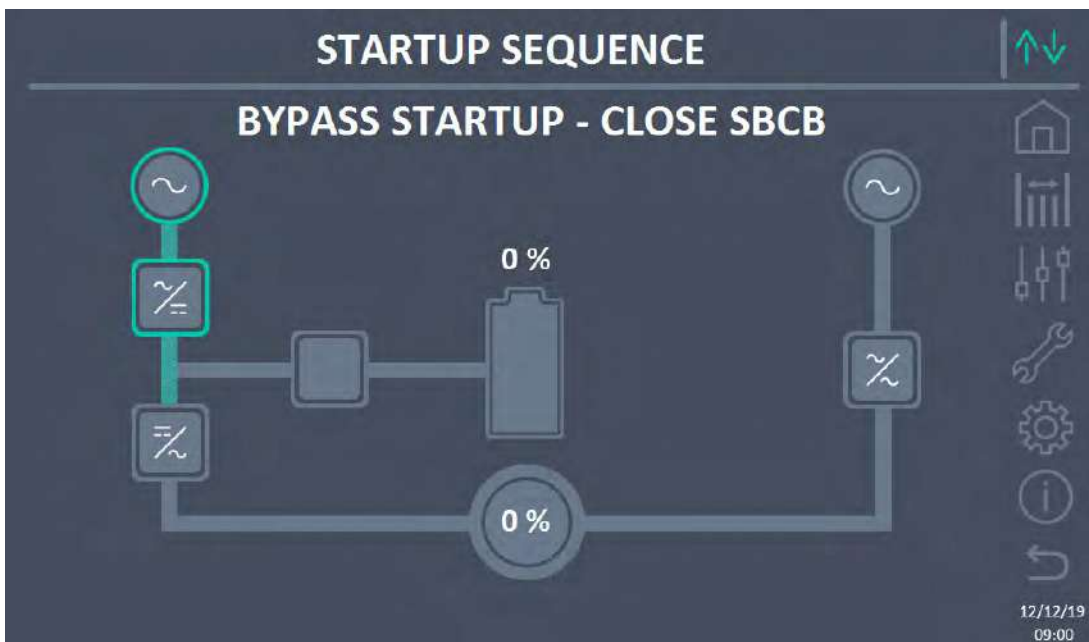 STARTUP SEQUENCE
BYPASS STARTUP - CLOSE SBCB
0 %
0 %
12/12/19
09:00